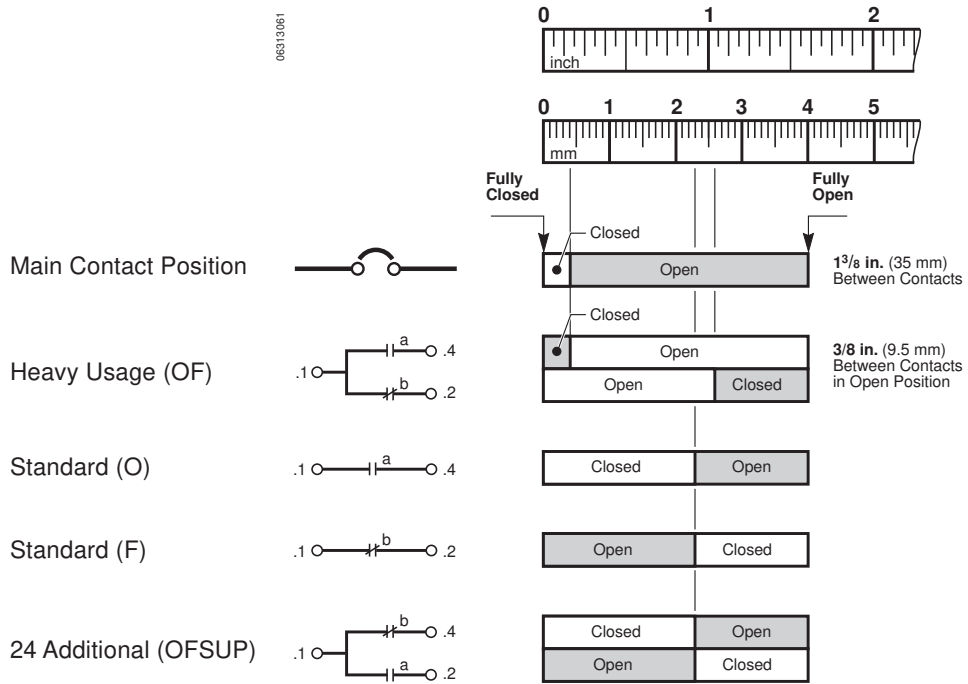 06313061
0 1 2
inch
0 1 2 3 4 5
mm
Fully
Closed
Fully
Open
Main Contact Position
Closed
Open
1 3/8 in. (35 mm)
Between Contacts
Heavy Usage (OF)
.1
a
.4
b
.2
Closed
Open
Open
Closed
3/8 in. (9.5 mm)
Between Contacts
in Open Position
Standard (O)
.1
a
.4
Closed
Open
Standard (F)
.1
b
.2
Open
Closed
24 Additional (OFSUP)
.1
b
.4
a
.2
Closed
Open
Open
Closed